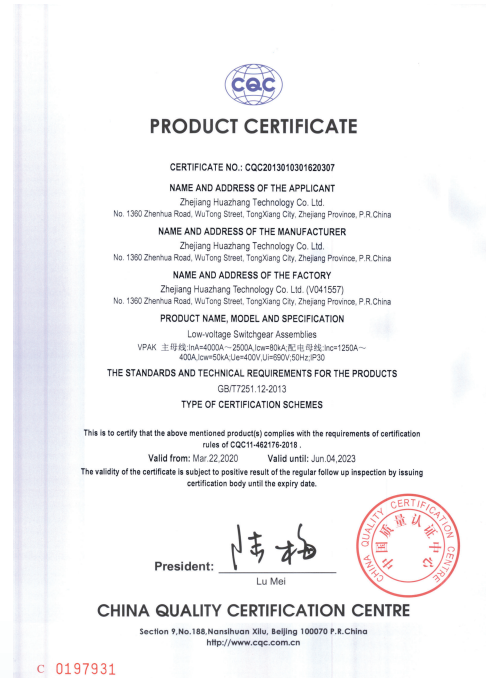 CQC
PRODUCT CERTIFICATE
CERTIFICATE NO.: CQC2013010301620307
NAME AND ADDRESS OF THE APPLICANT
Zhejiang Huazhang Technology Co. Ltd.
No. 1360 Zhenhua Road, WuTong Street, TongXiang City, Zhejiang Province, P.R.China
NAME AND ADDRESS OF THE MANUFACTURER
Zhejiang Huazhang Technology Co. Ltd.
No. 1360 Zhenhua Road, WuTong Street, TongXiang City, Zhejiang Province, P.R.China
NAME AND ADDRESS OF THE FACTORY
Zhejiang Huazhang Technology Co. Ltd. (V041557)
No. 1360 Zhenhua Road, WuTong Street, TongXiang City, Zhejiang Province, P.R.China
PRODUCT NAME, MODEL AND SPECIFICATION
Low-voltage Switchgear Assemblies
VPAK 主母线:InA=4000A～2500A,Icw=80kA;配电母线:Inc=1250A～
400A,Icw=50kA;Ue=400V,Ui=690V;50Hz;IP30
THE STANDARDS AND TECHNICAL REQUIREMENTS FOR THE PRODUCTS
GB/T7251.12-2013
TYPE OF CERTIFICATION SCHEMES
This is to certify that the above mentioned product(s) complies with the requirements of certification
rules of CQC11-462176-2018 .
Valid from: Mar.22,2020 Valid until: Jun.04,2023
The validity of the certificate is subject to positive result of the regular follow up inspection by issuing
certification body until the expiry date.
CHINA QUALITY CERTIFICATION CENTRE
中国质量认证中心
President: 陆梅
Lu Mei
CHINA QUALITY CERTIFICATION CENTRE
Section 9,No.188,Nansihuan Xilu, Beijing 100070 P.R.China
http://www.cqc.com.cn
C 0197931